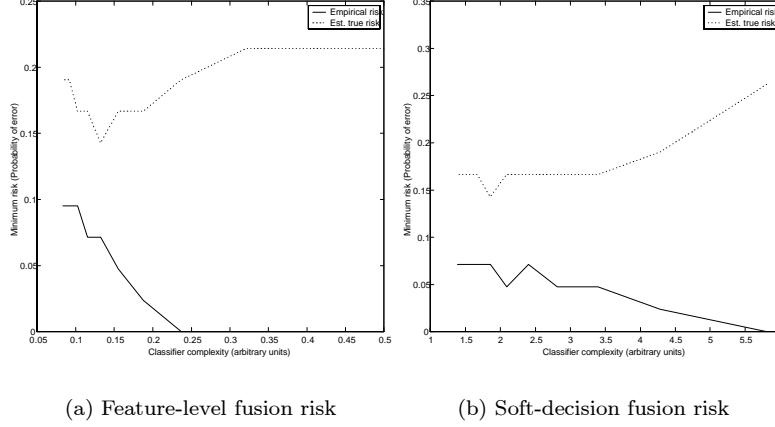 0.25
0.2
0.15
0.1
0.05
0
Minimum risk (Probability of error)
Empirical risk
Est. true risk
0.05 0.1 0.15 0.2 0.25 0.3 0.35 0.4 0.45 0.5
Classifier complexity (arbitrary units)
(a) Feature-level fusion risk
0.35
0.3
0.25
0.2
0.15
0.1
0.05
0
Minimum risk (Probability of error)
Empirical risk
Est. true risk
1 1.5 2 2.5 3 3.5 4 4.5 5 5.5
Classifier complexity (arbitrary units)
(b) Soft-decision fusion risk